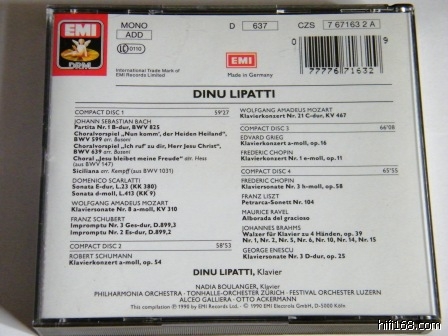 EMI
DRM
MONO
ADD
LC 0110
International Trade Mark of
EMI Records Limited
D 637
CZS 7 67163 2 A
EMI
Made in Germany
0 77776 71632 9
DINU LIPATTI
COMPACT DISC 1 59'27
JOHANN SEBASTIAN BACH
Partita Nr. 1 B-dur, BWV 825
Choralvorspiel „Nun komm', der Heiden Heiland",
BWV 599 arr. Busoni
Choralvorspiel „Ich ruf' zu dir, Herr Jesu Christ",
BWV 639 arr. Busoni
Choral „Jesu bleibet meine Freude" arr. Hess
(aus BWV 147)
Siciliana arr. Kempff (aus BWV 1031)
DOMENICO SCARLATTI
Sonata E-dur, L.23 (KK 380)
Sonata d-moll, L.413 (KK 9)
WOLFGANG AMADEUS MOZART
Klaviersonate Nr. 8 a-moll, KV 310
FRANZ SCHUBERT
Impromptu Nr. 3 Ges-dur, D.899,3
Impromptu Nr. 2 Es-dur, D.899,2
COMPACT DISC 2 58'53
ROBERT SCHUMANN
Klavierkonzert a-moll, op. 54
WOLFGANG AMADEUS MOZART
Klavierkonzert Nr. 21 C-dur, KV 467
COMPACT DISC 3 66'08
EDVARD GRIEG
Klavierkonzert a-moll, op. 16
FREDERIC CHOPIN
Klavierkonzert Nr. 1 e-moll, op. 11
COMPACT DISC 4 65'55
FREDERIC CHOPIN
Klaviersonate Nr. 3 h-moll, op. 58
FRANZ LISZT
Petrarca-Sonett Nr. 104
MAURICE RAVEL
Alborada del gracioso
JOHANNES BRAHMS
Walzer für Klavier zu 4 Händen, op. 39
Nr. 1, Nr. 2, Nr. 5, Nr. 6, Nr. 10, Nr. 14, Nr. 15
GEORGE ENESCU
Klaviersonate Nr. 3 D-dur, op. 25
DINU LIPATTI, Klavier
NADIA BOULANGER, Klavier
PHILHARMONIA ORCHESTRA · TONHALLE-ORCHESTER ZÜRICH · FESTIVAL ORCHESTER LUZERN
ALCEO GALLIERA · OTTO ACKERMANN
This compilation ℗ 1990 · © 1990 EMI Electrola GmbH, D-5000 Köln
hifi168.com